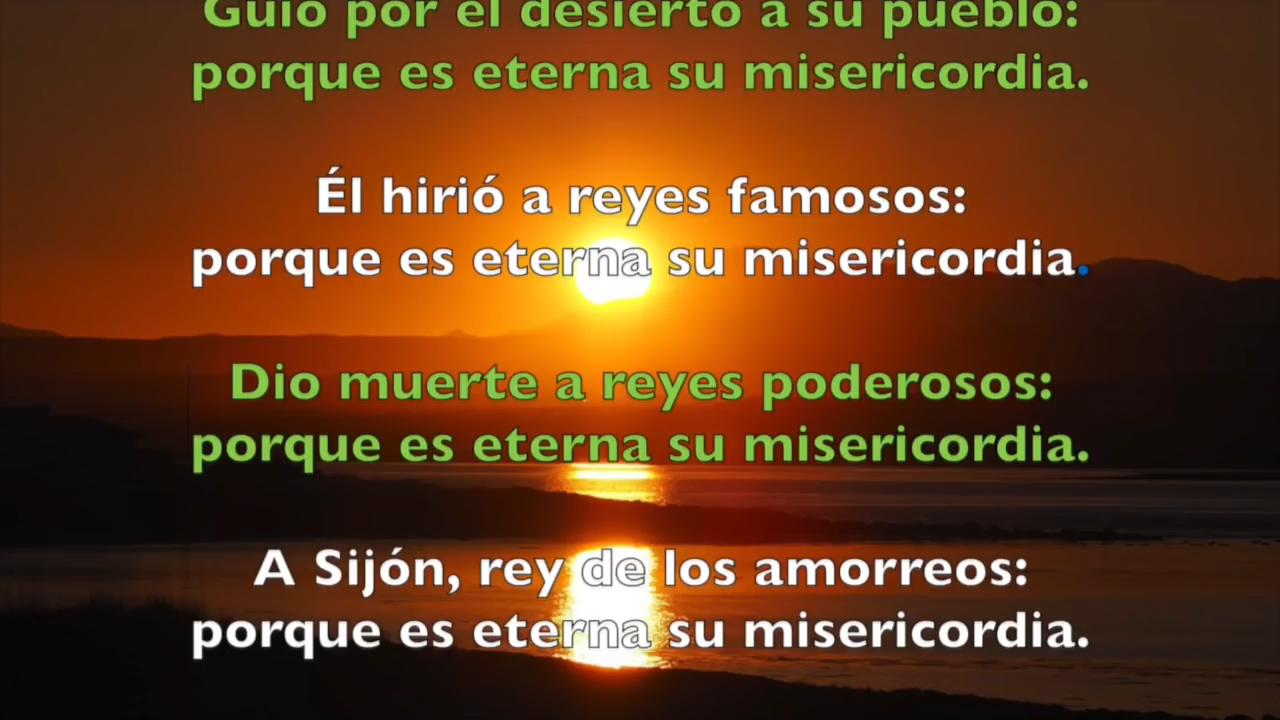 Guió por el desierto a su pueblo:
porque es eterna su misericordia.
Él hirió a reyes famosos:
porque es eterna su misericordia.
Dio muerte a reyes poderosos:
porque es eterna su misericordia.
A Sijón, rey de los amorreos:
porque es eterna su misericordia.